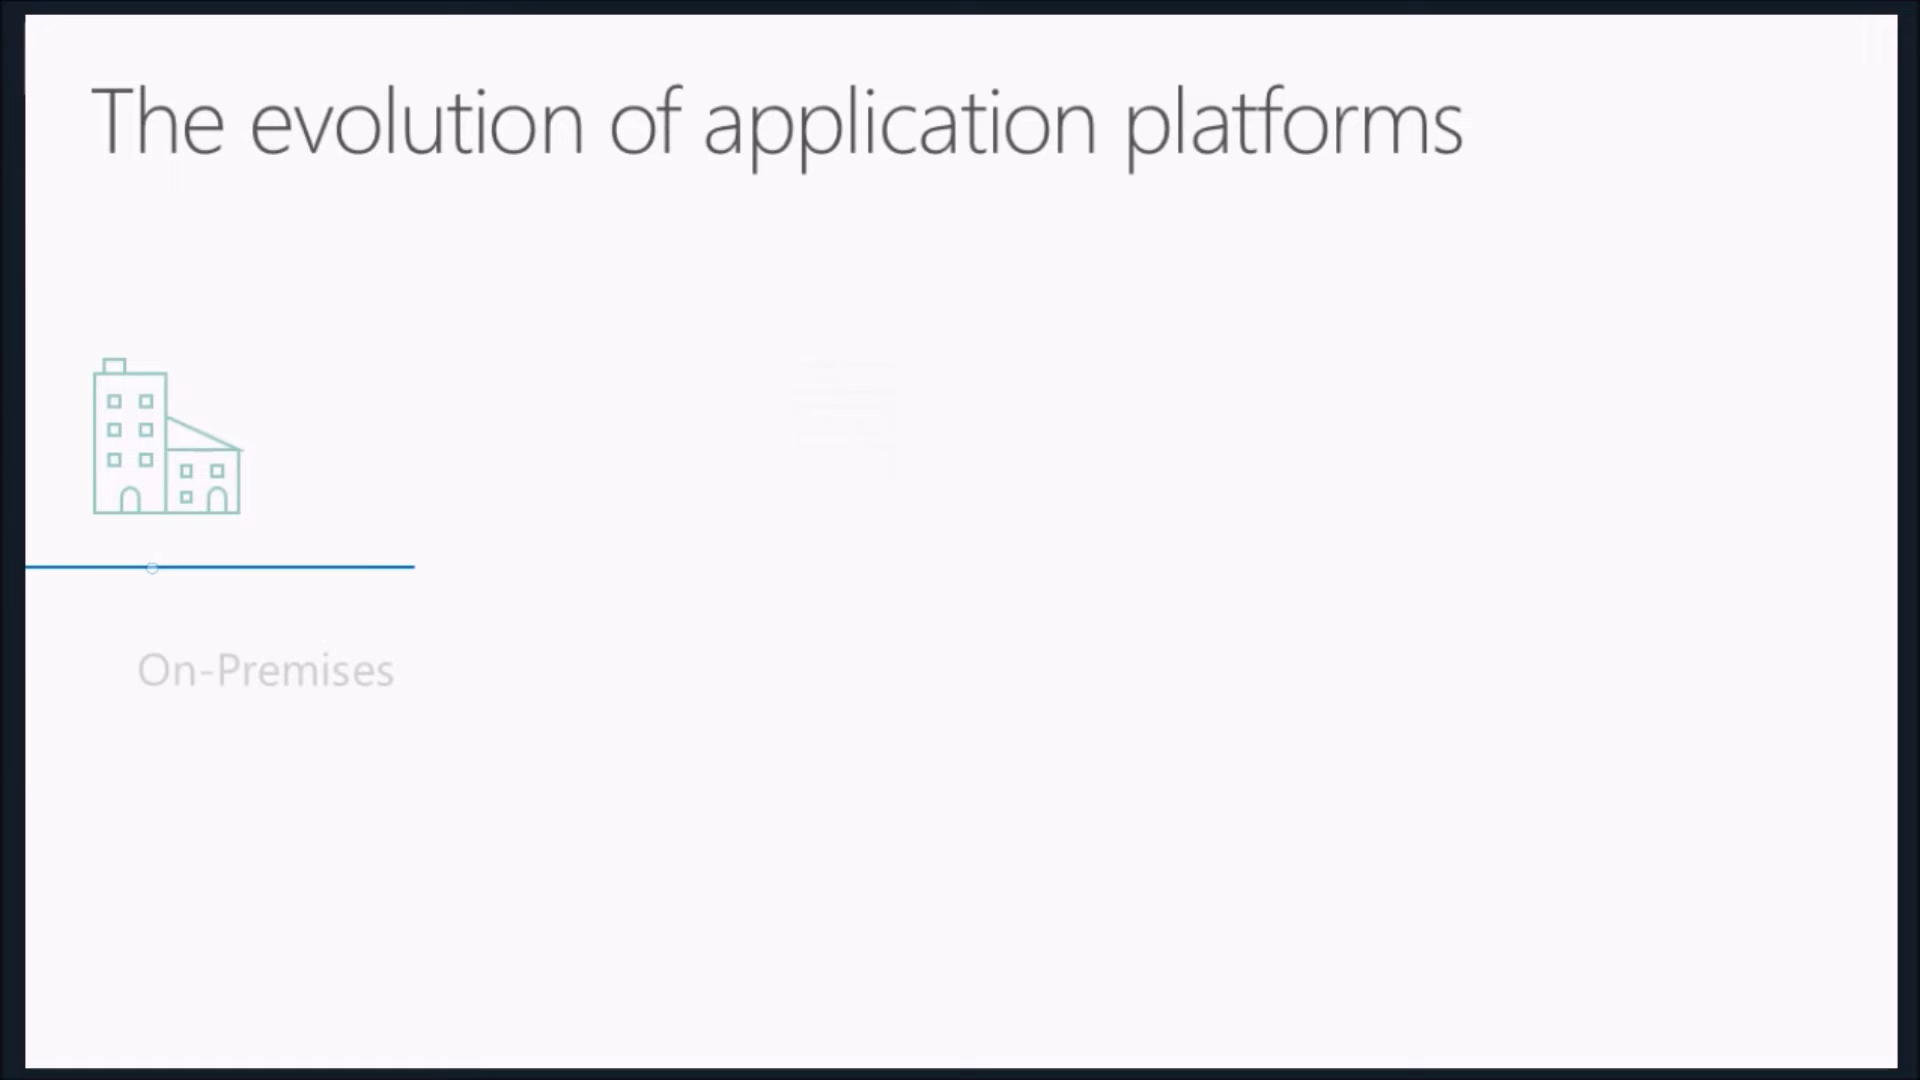 The evolution of application platforms
On-Premises